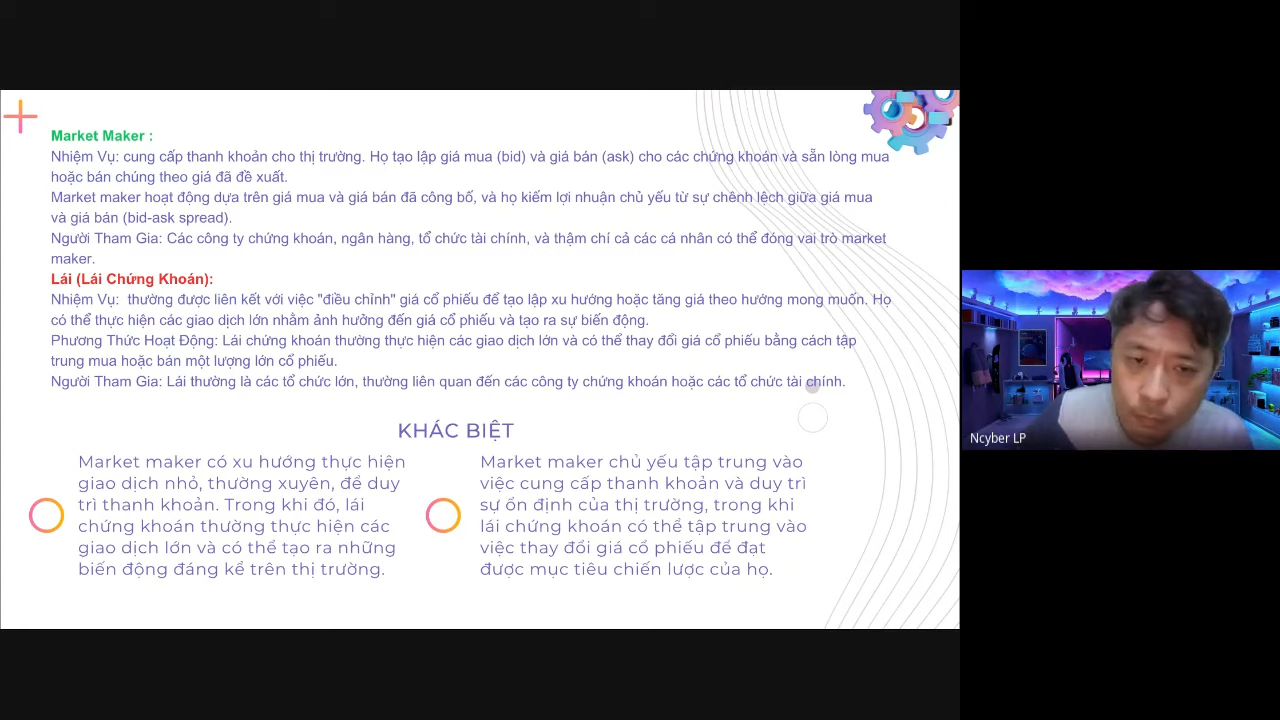 Market Maker :
Nhiệm Vụ: cung cấp thanh khoản cho thị trường. Họ tạo lập giá mua (bid) và giá bán (ask) cho các chứng khoán và sẵn lòng mua
hoặc bán chúng theo giá đã đề xuất.
Market maker hoạt động dựa trên giá mua và giá bán đã công bố, và họ kiếm lợi nhuận chủ yếu từ sự chênh lệch giữa giá mua
và giá bán (bid-ask spread).
Người Tham Gia: Các công ty chứng khoán, ngân hàng, tổ chức tài chính, và thậm chí cả các cá nhân có thể đóng vai trò market
maker.
Lái (Lái Chứng Khoán):
Nhiệm Vụ: thường được liên kết với việc "điều chỉnh" giá cổ phiếu để tạo lập xu hướng hoặc tăng giá theo hướng mong muốn. Họ
có thể thực hiện các giao dịch lớn nhằm ảnh hưởng đến giá cổ phiếu và tạo ra sự biến động.
Phương Thức Hoạt Động: Lái chứng khoán thường thực hiện các giao dịch lớn và có thể thay đổi giá cổ phiếu bằng cách tập
trung mua hoặc bán một lượng lớn cổ phiếu.
Người Tham Gia: Lái thường là các tổ chức lớn, thường liên quan đến các công ty chứng khoán hoặc các tổ chức tài chính.
KHÁC BIỆT
Market maker có xu hướng thực hiện
giao dịch nhỏ, thường xuyên, để duy
trì thanh khoản. Trong khi đó, lái
chứng khoán thường thực hiện các
giao dịch lớn và có thể tạo ra những
biến động đáng kể trên thị trường.
Market maker chủ yếu tập trung vào
việc cung cấp thanh khoản và duy trì
sự ổn định của thị trường, trong khi
lái chứng khoán có thể tập trung vào
việc thay đổi giá cổ phiếu để đạt
được mục tiêu chiến lược của họ.
Ncyber LP